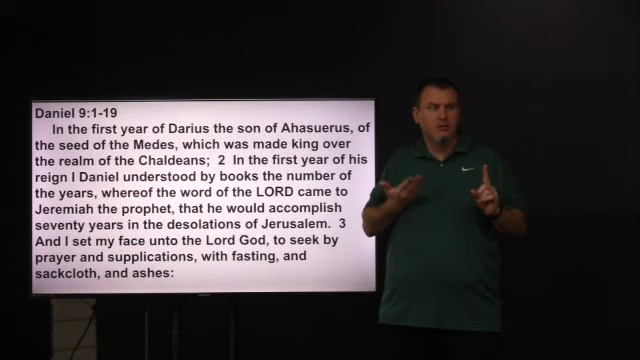 Daniel 9:1-19
In the first year of Darius the son of Ahasuerus, of
the seed of the Medes, which was made king over
the realm of the Chaldeans; 2 In the first year of his
reign I Daniel understood by books the number of
the years, whereof the word of the LORD came to
Jeremiah the prophet, that he would accomplish
seventy years in the desolations of Jerusalem. 3
And I set my face unto the Lord God, to seek by
prayer and supplications, with fasting, and
sackcloth, and ashes: